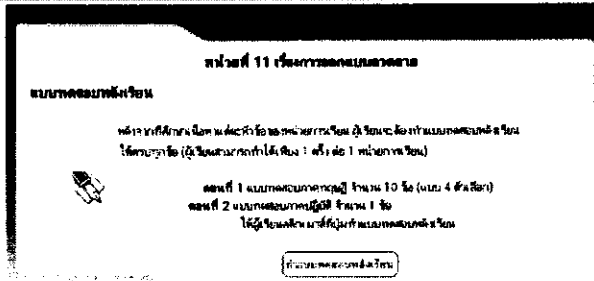 หน่วยที่ 11 เรื่องการออกแบบลวดลาย
แบบทดสอบหลังเรียน
หลังจากที่ศึกษาเนื้อหาแต่ละหัวข้อของหน่วยการเรียน ผู้เรียนจะต้องทำแบบทดสอบหลังเรียน
ให้ครบทุกข้อ (ผู้เรียนสามารถทำได้เพียง 1 ครั้ง ต่อ 1 หน่วยการเรียน)
ตอนที่ 1 แบบทดสอบภาคทฤษฎี จำนวน 10 ข้อ (แบบ 4 ตัวเลือก)
ตอนที่ 2 แบบทดสอบภาคปฏิบัติ จำนวน 1 ข้อ
ให้ผู้เรียนคลิกเมาส์ที่ปุ่มทำแบบทดสอบหลังเรียน
ทำแบบทดสอบหลังเรียน